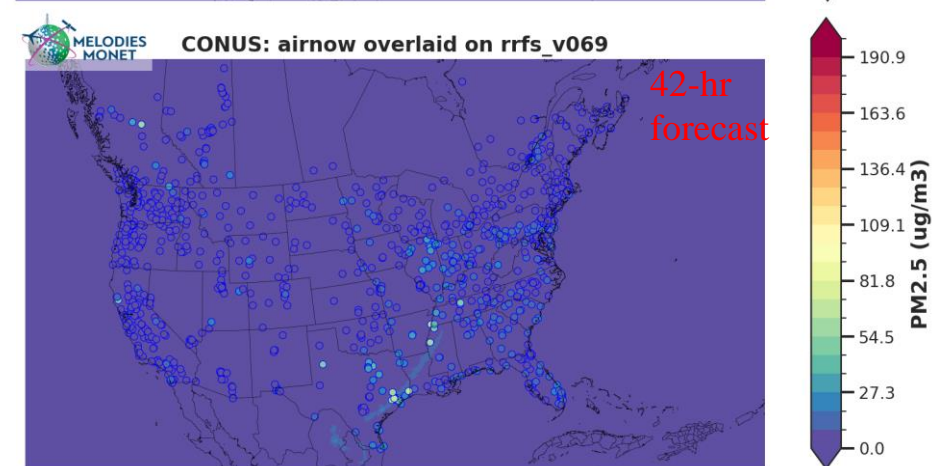 MELODIES
MONET
CONUS: airnow overlaid on rrfs_v069
42-hr
forecast
190.9
163.6
136.4
109.1
81.8
54.5
27.3
0.0
PM2.5 (ug/m3)